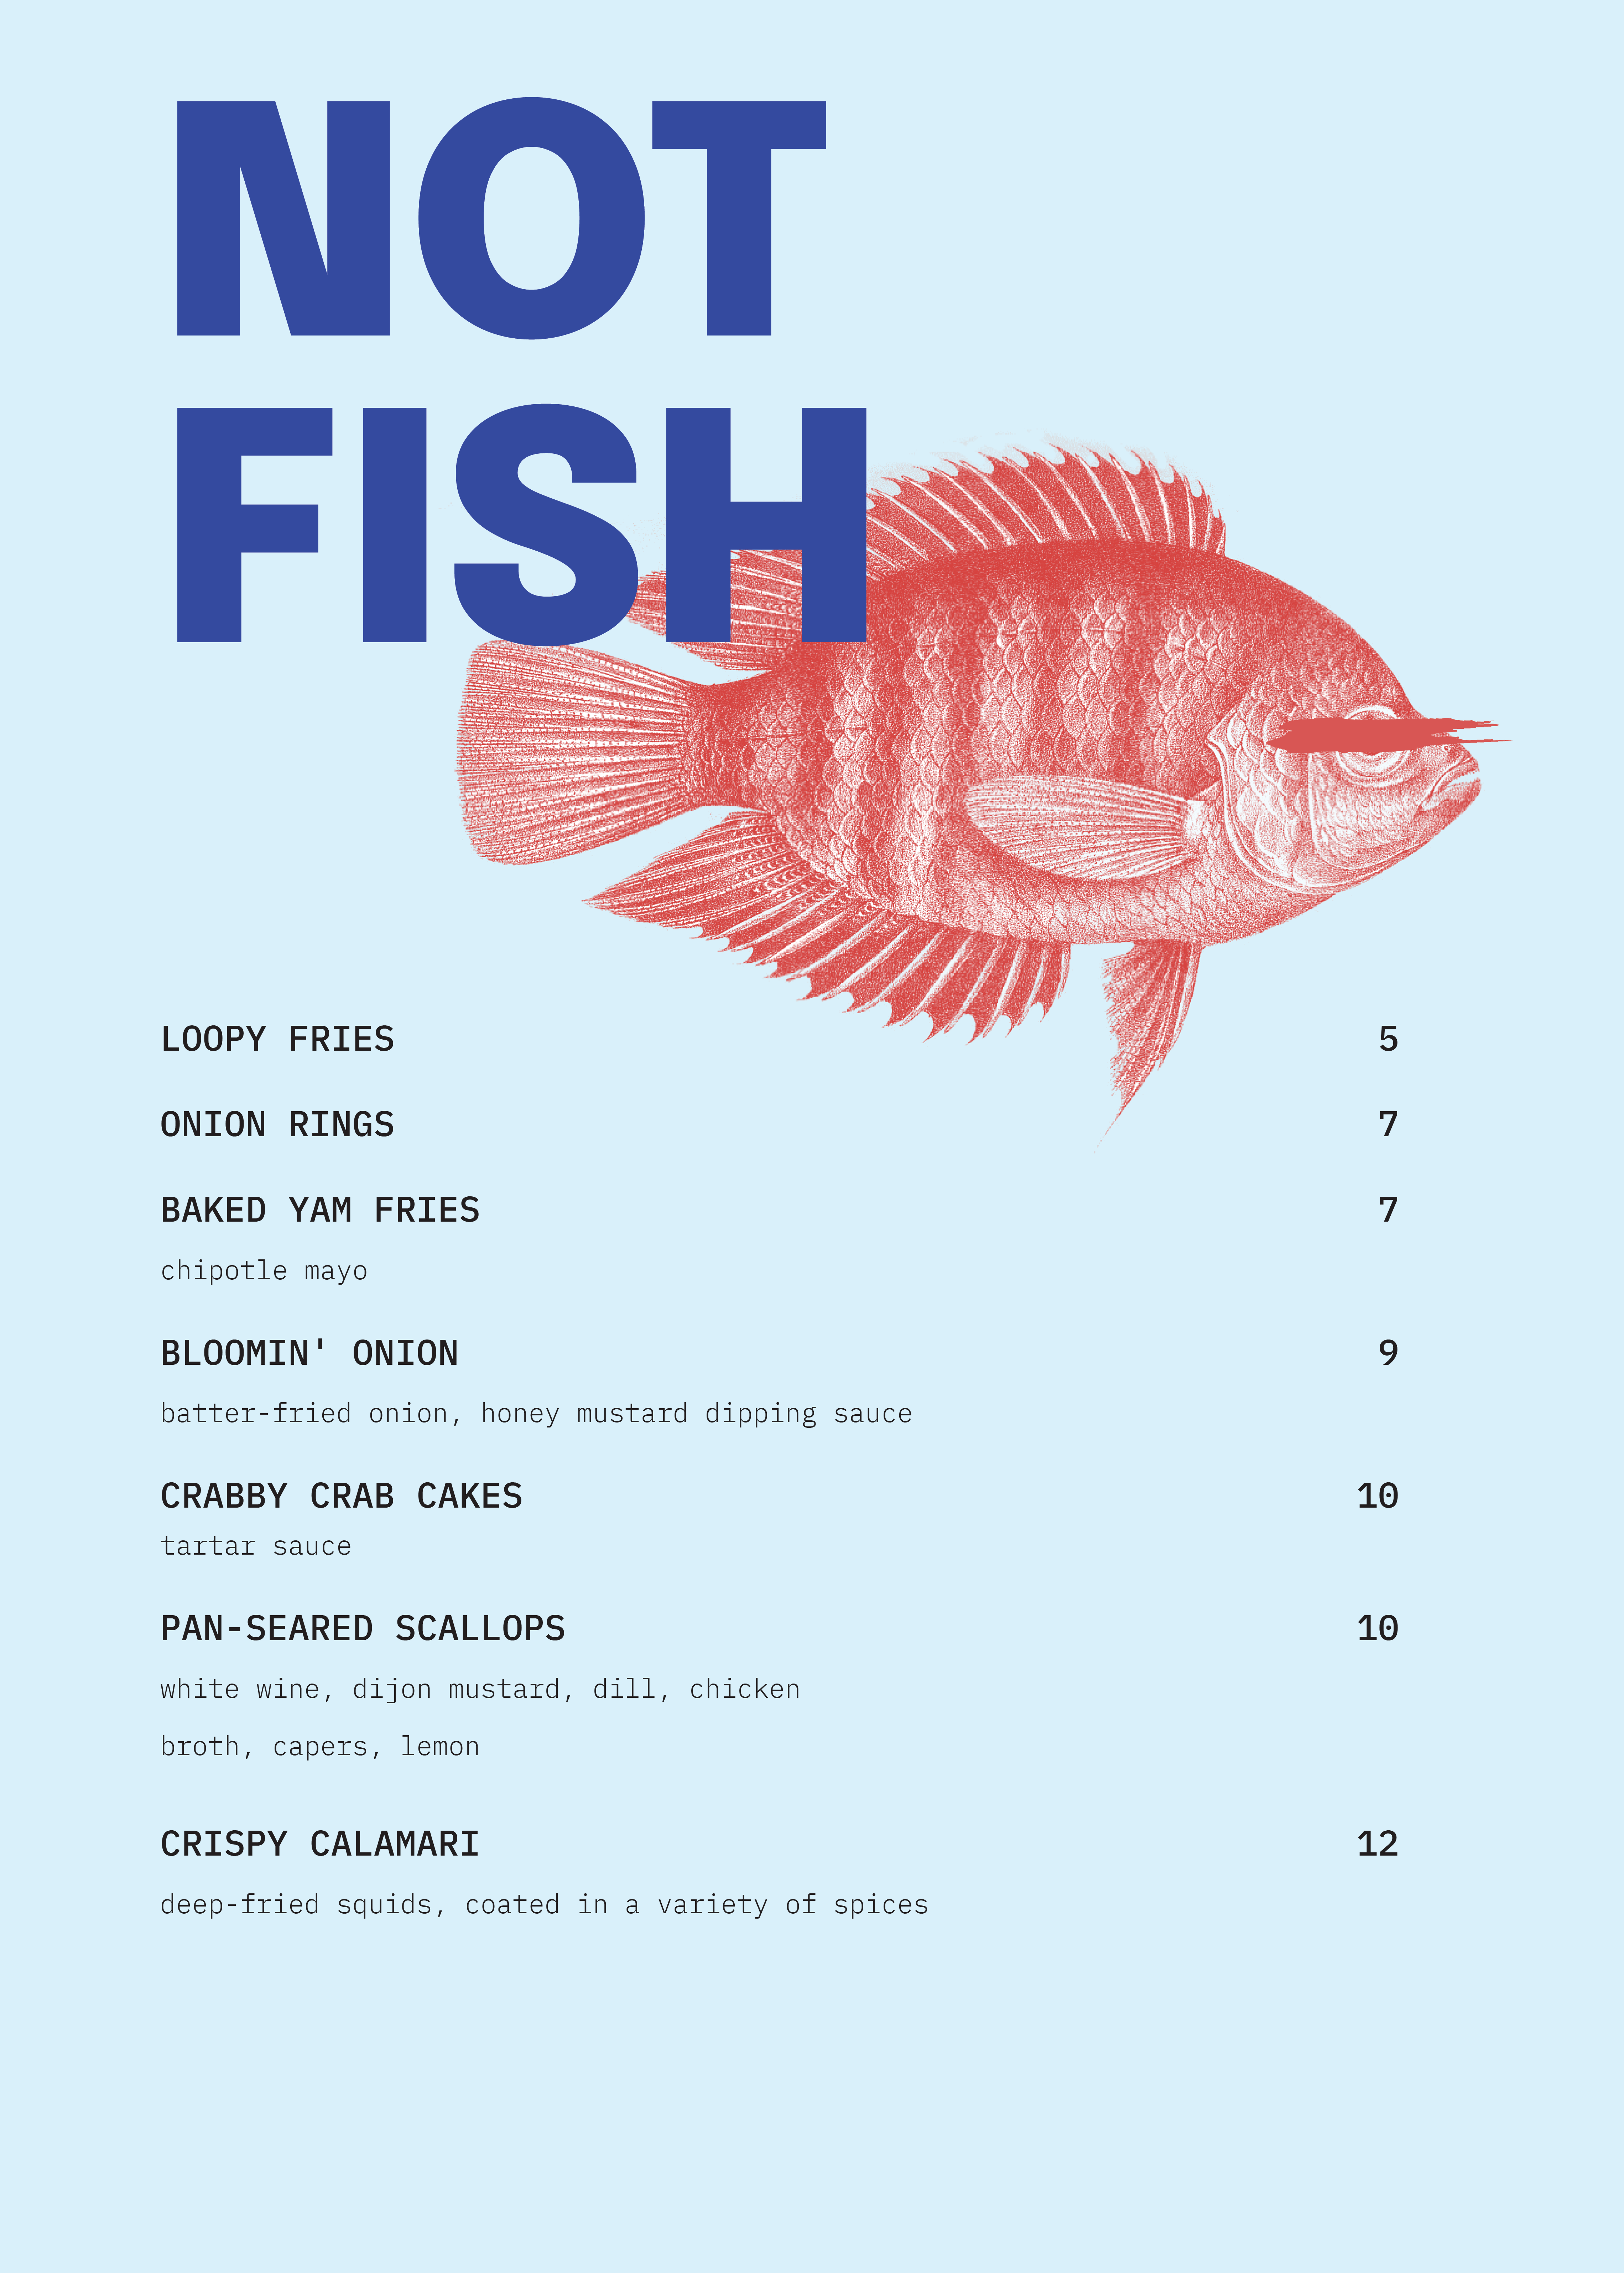 NOT
FISH
LOOPY FRIES 5
ONION RINGS 7
BAKED YAM FRIES 7
chipotle mayo
BLOOMIN' ONION 9
batter-fried onion, honey mustard dipping sauce
CRABBY CRAB CAKES 10
tartar sauce
PAN-SEARED SCALLOPS 10
white wine, dijon mustard, dill, chicken
broth, capers, lemon
CRISPY CALAMARI 12
deep-fried squids, coated in a variety of spices